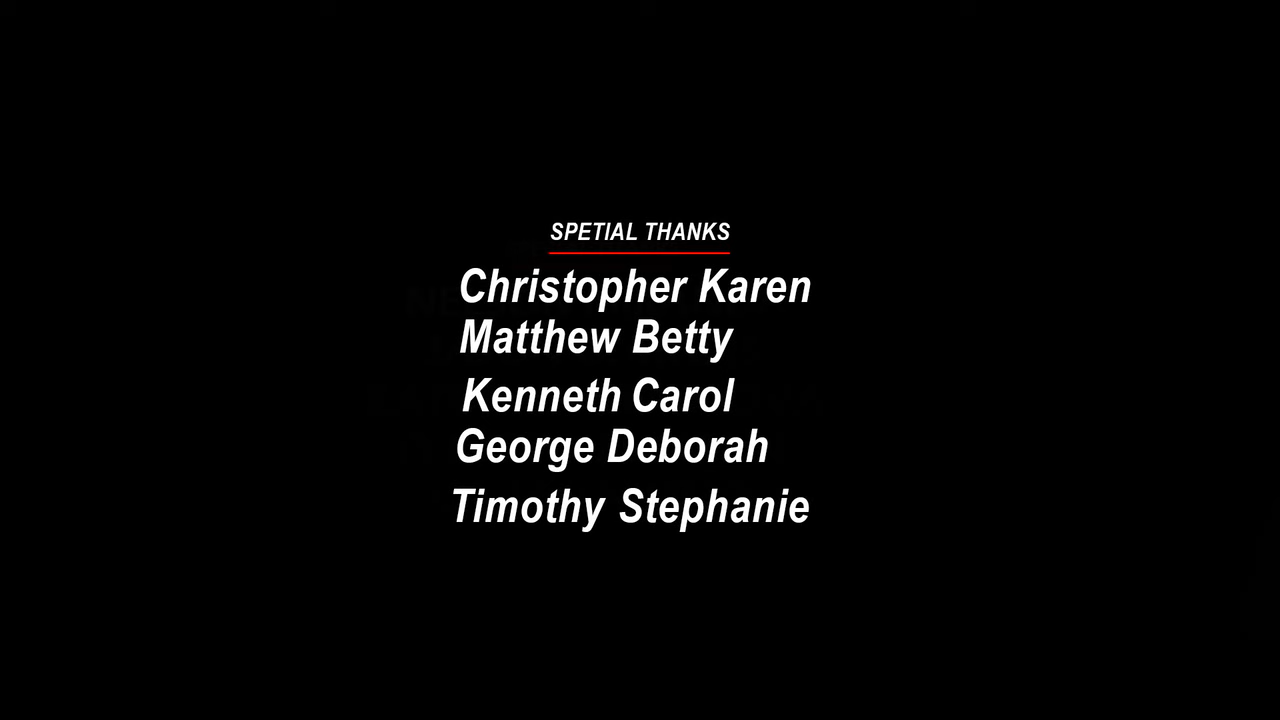 SPETIAL THANKS
Christopher Karen
Matthew Betty
Kenneth Carol
George Deborah
Timothy Stephanie